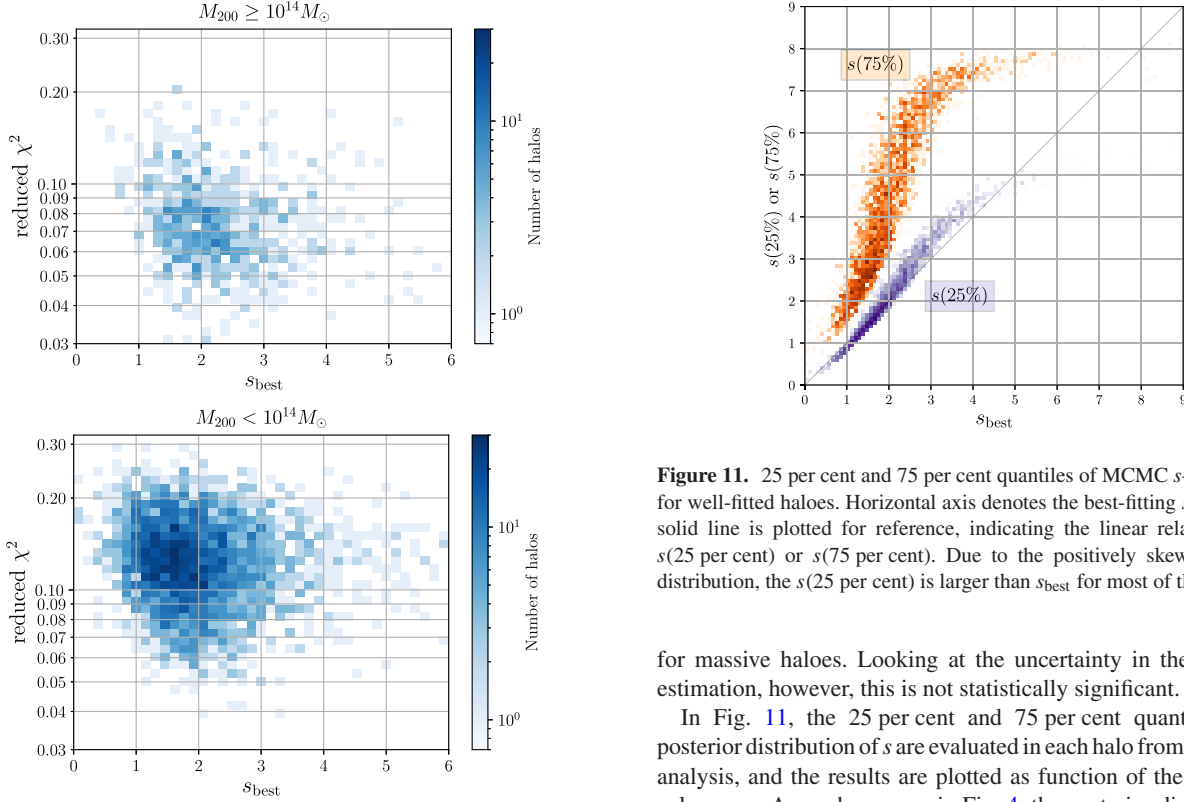 M_{200} ≥ 10^{14} M_⊙
0.30
0.20
0.10
0.09
0.08
0.07
0.06
0.05
0.04
0.03
reduced χ^2
0 1 2 3 4 5 6
s_best
10^1
10^0
Number of halos
M_{200} < 10^{14} M_⊙
0.30
0.20
0.10
0.09
0.08
0.07
0.06
0.05
0.04
0.03
reduced χ^2
0 1 2 3 4 5 6
s_best
10^1
10^0
Number of halos
9
8
7
6
5
4
3
2
1
0
s(25%) or s(75%)
s(75%)
s(25%)
0 1 2 3 4 5 6 7 8 9
s_best
Figure 11. 25 per cent and 75 per cent quantiles of MCMC s-
for well-fitted haloes. Horizontal axis denotes the best-fitting
solid line is plotted for reference, indicating the linear rela
s(25 per cent) or s(75 per cent). Due to the positively skew
distribution, the s(25 per cent) is larger than s_best for most of
for massive haloes. Looking at the uncertainty in the
estimation, however, this is not statistically significant.
In Fig. 11, the 25 per cent and 75 per cent quant
posterior distribution of s are evaluated in each halo from
analysis, and the results are plotted as function of the